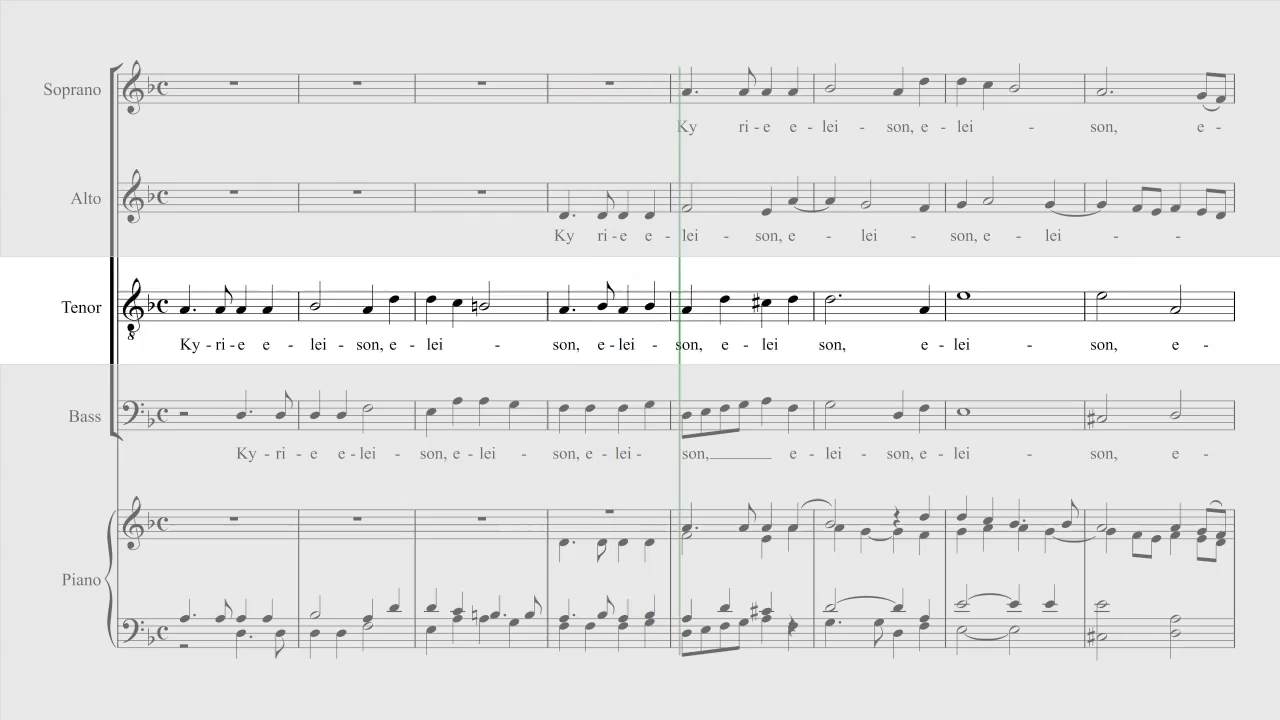 Soprano
Ky ri - e e - lei - son, e - lei - son, e -
Alto
Ky ri - e e - lei - son, e - lei - son, e - lei - -
Tenor
Ky - ri - e e - lei - son, e - lei - son, e - lei - son, e - lei son, e - lei - son, e -
Bass
Ky - ri - e e - lei - son, e - lei - son, e - lei - son, e - lei - son, e - lei - son, e -
Piano